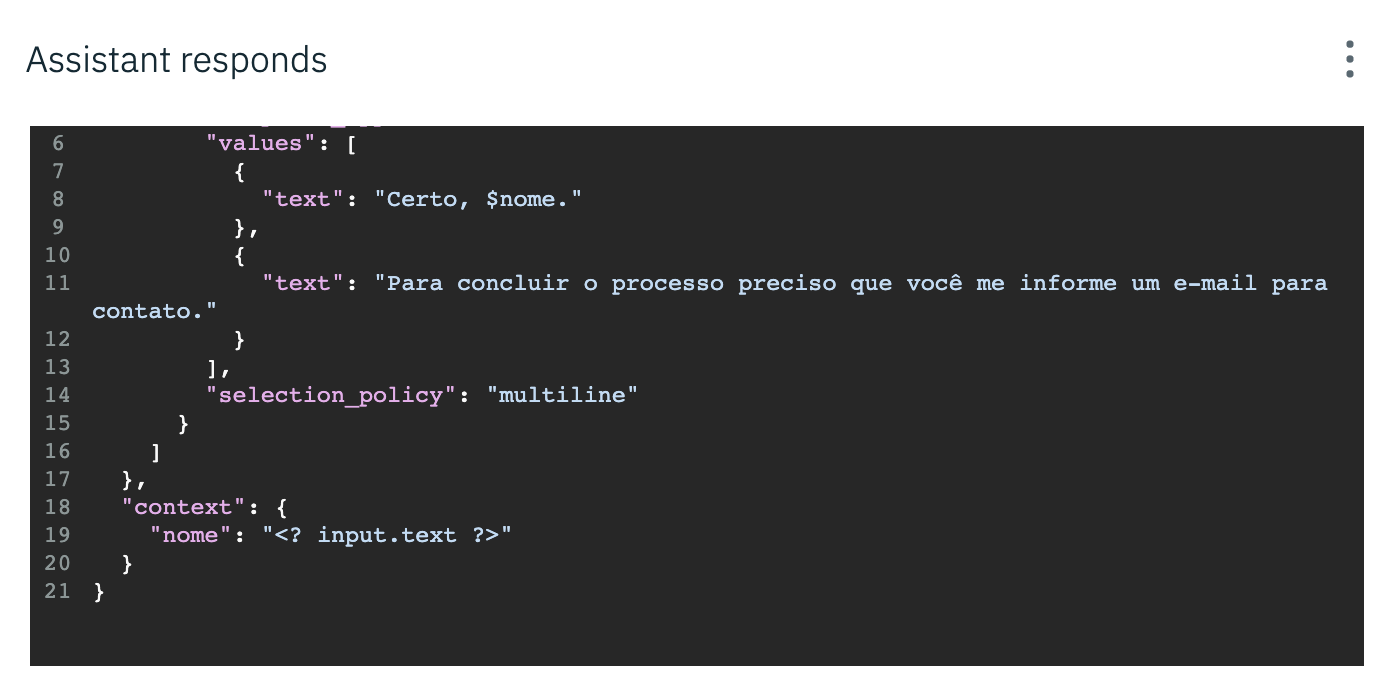 Assistant responds
6 "values": [
7 {
8 "text": "Certo, $nome."
9 },
10 {
11 "text": "Para concluir o processo preciso que você me informe um e-mail para
contato."
12 }
13 ],
14 "selection_policy": "multiline"
15 }
16 ]
17 },
18 "context": {
19 "nome": "<? input.text ?>"
20 }
21 }